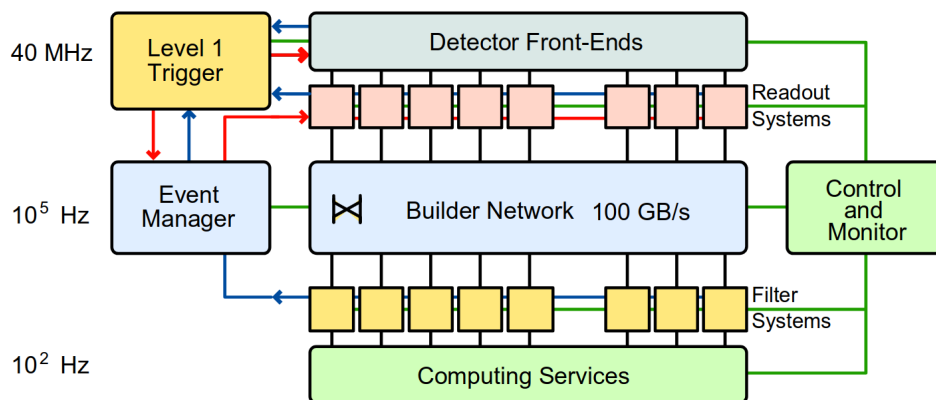 40 MHz
Level 1
Trigger
Detector Front-Ends
Readout
Systems
10⁵ Hz
Event
Manager
Builder Network 100 GB/s
Control
and
Monitor
Filter
Systems
10² Hz
Computing Services